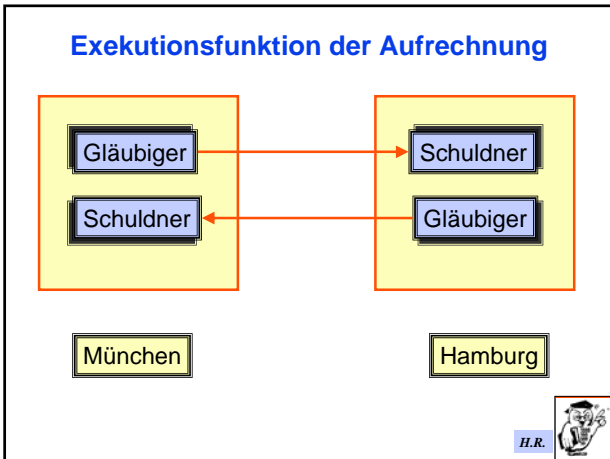 Exekutionsfunktion der Aufrechnung
Gläubiger
Schuldner
Schuldner
Gläubiger
München
Hamburg
H.R.